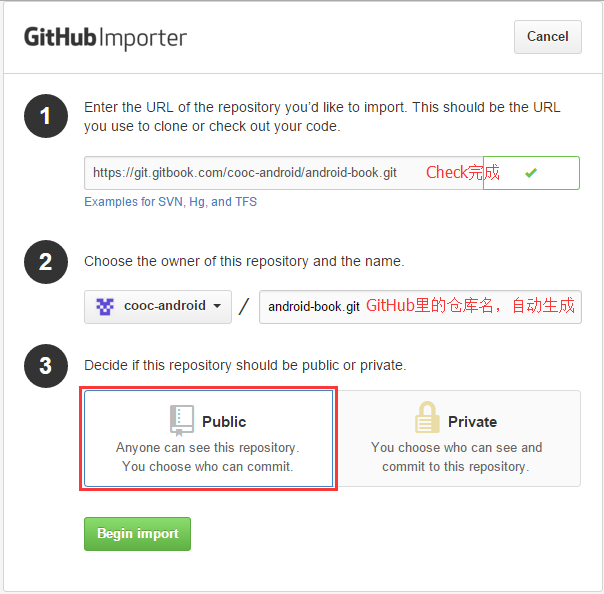 GitHub Importer
Cancel
1
Enter the URL of the repository you'd like to import. This should be the URL
you use to clone or check out your code.
https://git.gitbook.com/cooc-android/android-book.git Check完成
Examples for SVN, Hg, and TFS
2
Choose the owner of this repository and the name.
cooc-android / android-book.git GitHub里的仓库名，自动生成
3
Decide if this repository should be public or private.
Public
Anyone can see this repository.
You choose who can commit.
Private
You choose who can see and
commit to this repository.
Begin import